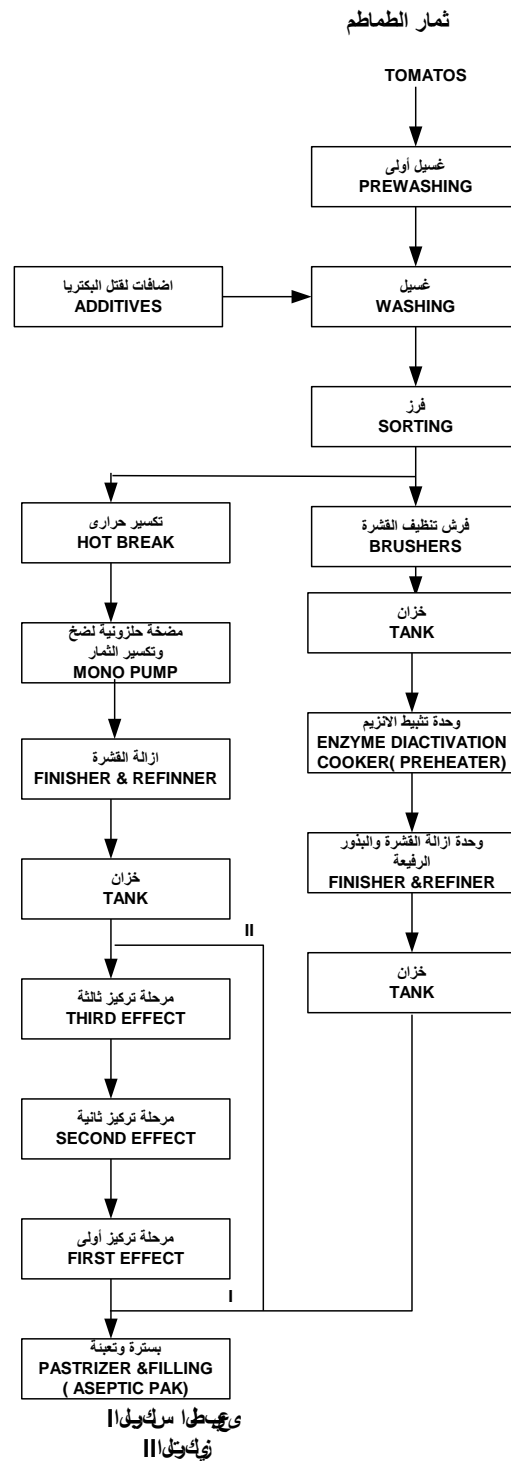 ثمار الطماطم
TOMATOS
غسيل أولى
PREWASHING
اضافات لقتل البكتريا
ADDITIVES
غسيل
WASHING
فرز
SORTING
تكسير حرارى
HOT BREAK
مضخة حلزونية لضخ
وتكسير الثمار
MONO PUMP
ازالة القشرة
FINISHER & REFINNER
خزان
TANK
فرش تنظيف القشرة
BRUSHERS
خزان
TANK
وحدة تثبيط الانزيم
ENZYME DIACTIVATION
COOKER( PREHEATER)
وحدة ازالة القشرة والبذور
الرفيعة
FINISHER &REFINER
خزان
TANK
II
مرحلة تركيز ثالثة
THIRD EFFECT
مرحلة تركيز ثانية
SECOND EFFECT
مرحلة تركيز أولى
FIRST EFFECT
I
بسترة وتعبئة
PASTRIZER &FILLING
( ASEPTIC PAK)
I
II